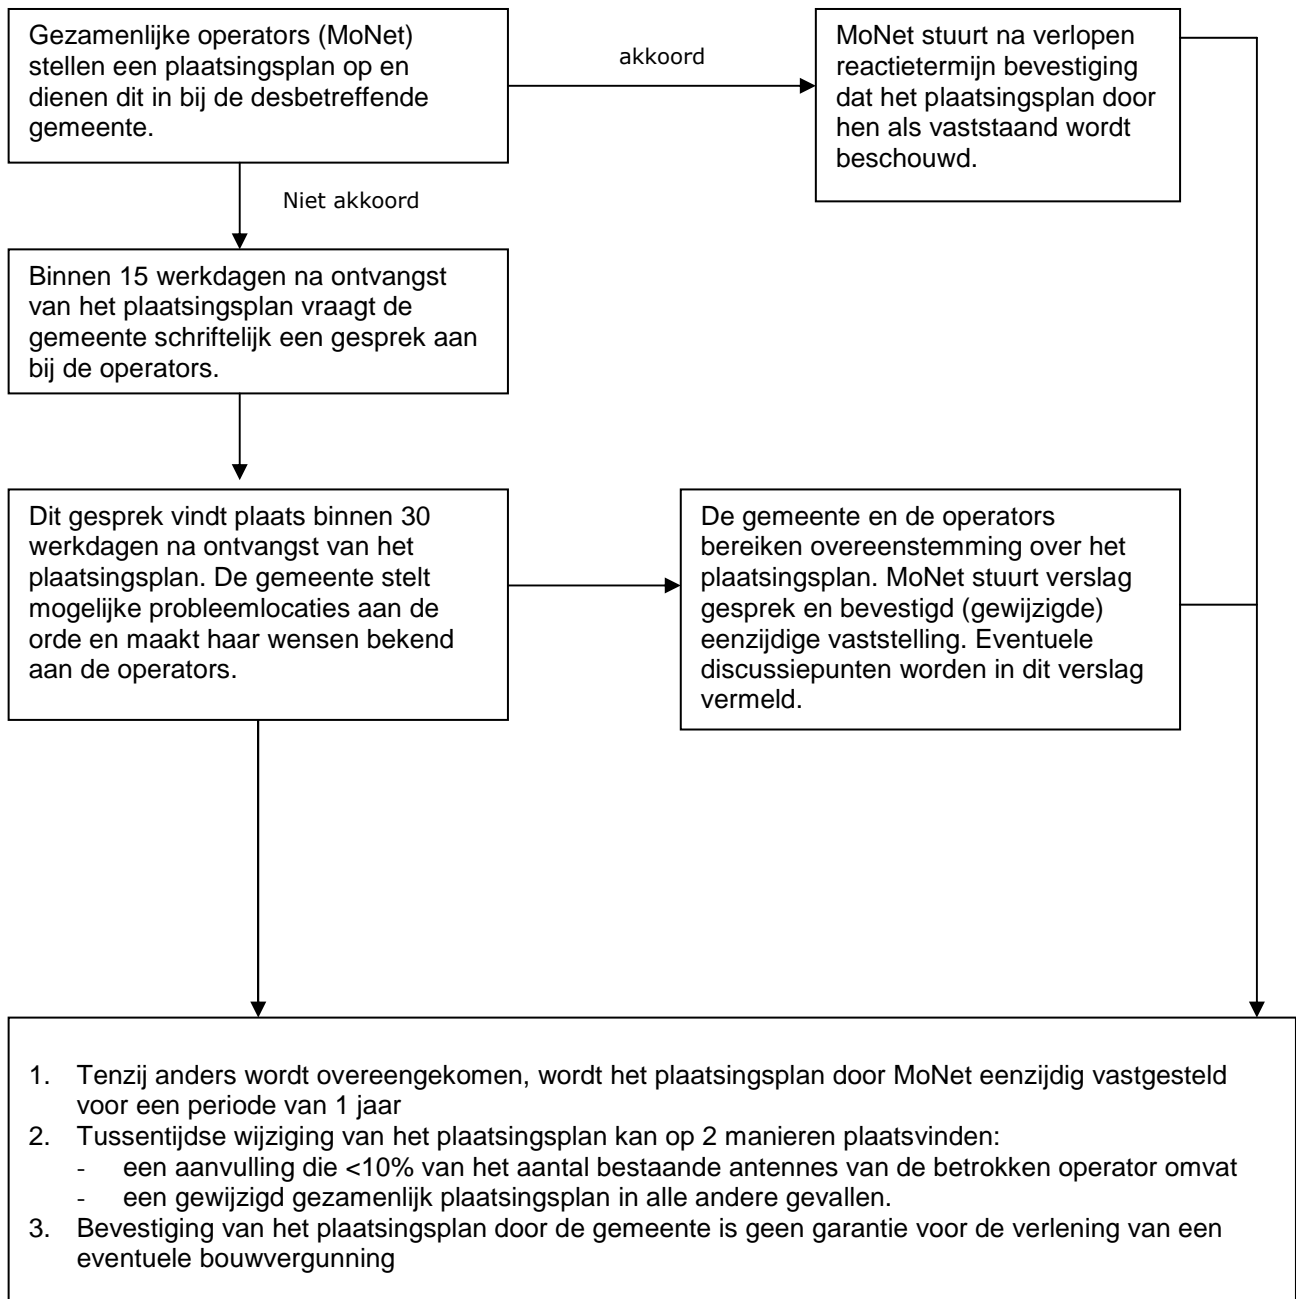 Gezamenlijke operators (MoNet)
stellen een plaatsingsplan op en
dienen dit in bij de desbetreffende
gemeente.
akkoord
MoNet stuurt na verlopen
reactietermijn bevestiging
dat het plaatsingsplan door
hen als vaststaand wordt
beschouwd.
Niet akkoord
Binnen 15 werkdagen na ontvangst
van het plaatsingsplan vraagt de
gemeente schriftelijk een gesprek aan
bij de operators.
Dit gesprek vindt plaats binnen 30
werkdagen na ontvangst van het
plaatsingsplan. De gemeente stelt
mogelijke probleemlocaties aan de
orde en maakt haar wensen bekend
aan de operators.
De gemeente en de operators
bereiken overeenstemming over het
plaatsingsplan. MoNet stuurt verslag
gesprek en bevestigd (gewijzigde)
eenzijdige vaststelling. Eventuele
discussiepunten worden in dit verslag
vermeld.
1. Tenzij anders wordt overeengekomen, wordt het plaatsingsplan door MoNet eenzijdig vastgesteld
voor een periode van 1 jaar
2. Tussentijdse wijziging van het plaatsingsplan kan op 2 manieren plaatsvinden:
- een aanvulling die <10% van het aantal bestaande antennes van de betrokken operator omvat
- een gewijzigd gezamenlijk plaatsingsplan in alle andere gevallen.
3. Bevestiging van het plaatsingsplan door de gemeente is geen garantie voor de verlening van een
eventuele bouwvergunning